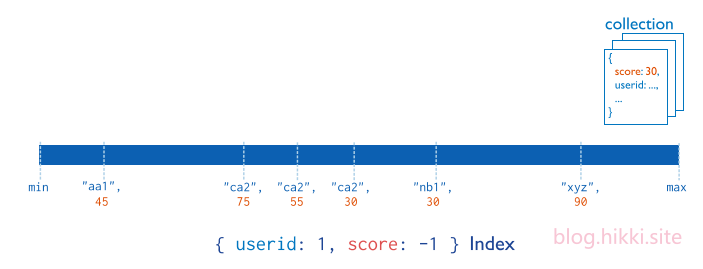 collection
{
score: 30,
userid: ...,
...
}
min
"aa1",
45
"ca2",
75
"ca2",
55
"ca2",
30
"nb1",
30
"xyz",
90
max
{ userid: 1, score: -1 } Index
blog.hikki.site